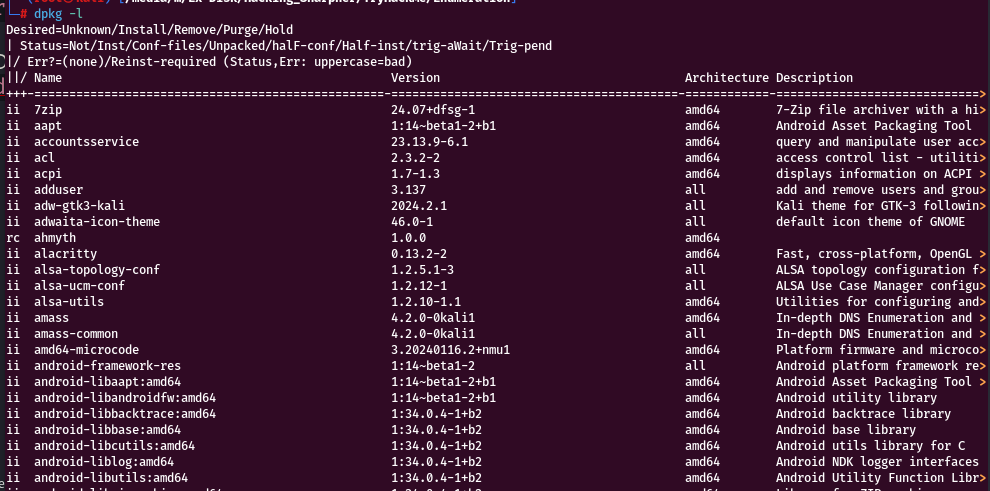 └─# dpkg -l
Desired=Unknown/Install/Remove/Purge/Hold
| Status=Not/Inst/Conf-files/Unpacked/halF-conf/Half-inst/trig-aWait/Trig-pend
|/ Err?=(none)/Reinst-required (Status,Err: uppercase=bad)
||/ Name Version Architecture Description
+++-==================================================-=========================================-============-=============================>
ii 7zip 24.07+dfsg-1 amd64 7-Zip file archiver with a hi>
ii aapt 1:14~beta1-2+b1 amd64 Android Asset Packaging Tool
ii accountsservice 23.13.9-6.1 amd64 query and manipulate user acc>
ii acl 2.3.2-2 amd64 access control list - utiliti>
ii acpi 1.7-1.3 amd64 displays information on ACPI >
ii adduser 3.137 all add and remove users and grou>
ii adw-gtk3-kali 2024.2.1 all Kali theme for GTK-3 followin>
ii adwaita-icon-theme 46.0-1 all default icon theme of GNOME
rc ahmyth 1.0.0 amd64
ii alacritty 0.13.2-2 amd64 Fast, cross-platform, OpenGL >
ii alsa-topology-conf 1.2.5.1-3 all ALSA topology configuration f>
ii alsa-ucm-conf 1.2.12-1 all ALSA Use Case Manager configu>
ii alsa-utils 1.2.10-1.1 amd64 Utilities for configuring and>
ii amass 4.2.0-0kali1 amd64 In-depth DNS Enumeration and >
ii amass-common 4.2.0-0kali1 all In-depth DNS Enumeration and >
ii amd64-microcode 3.20240116.2+nmu1 amd64 Platform firmware and microco>
ii android-framework-res 1:14~beta1-2 all Android platform framework re>
ii android-libaapt:amd64 1:14~beta1-2+b1 amd64 Android Asset Packaging Tool >
ii android-libandroidfw:amd64 1:14~beta1-2+b1 amd64 Android utility library
ii android-libbacktrace:amd64 1:34.0.4-1+b2 amd64 Android backtrace library
ii android-libbase:amd64 1:34.0.4-1+b2 amd64 Android base library
ii android-libcutils:amd64 1:34.0.4-1+b2 amd64 Android utils library for C
ii android-liblog:amd64 1:34.0.4-1+b2 amd64 Android NDK logger interfaces
ii android-libutils:amd64 1:34.0.4-1+b2 amd64 Android Utility Function Libr>